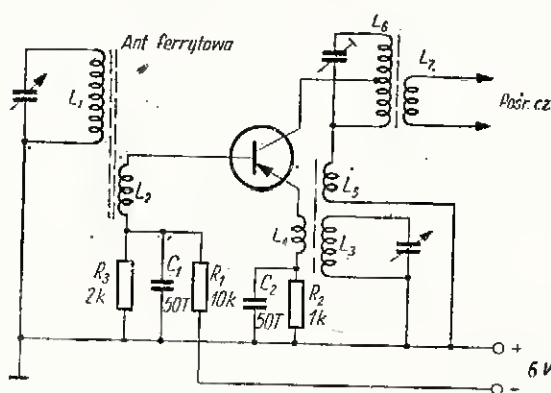 Ant ferrytowa
L₆
L₇
L₁
Pośr. cz
L₂
L₅
L₄
L₃
R₃
2k
C₁
50T
R₁
10k
C₂
50T
R₂
1k
+
6V
-